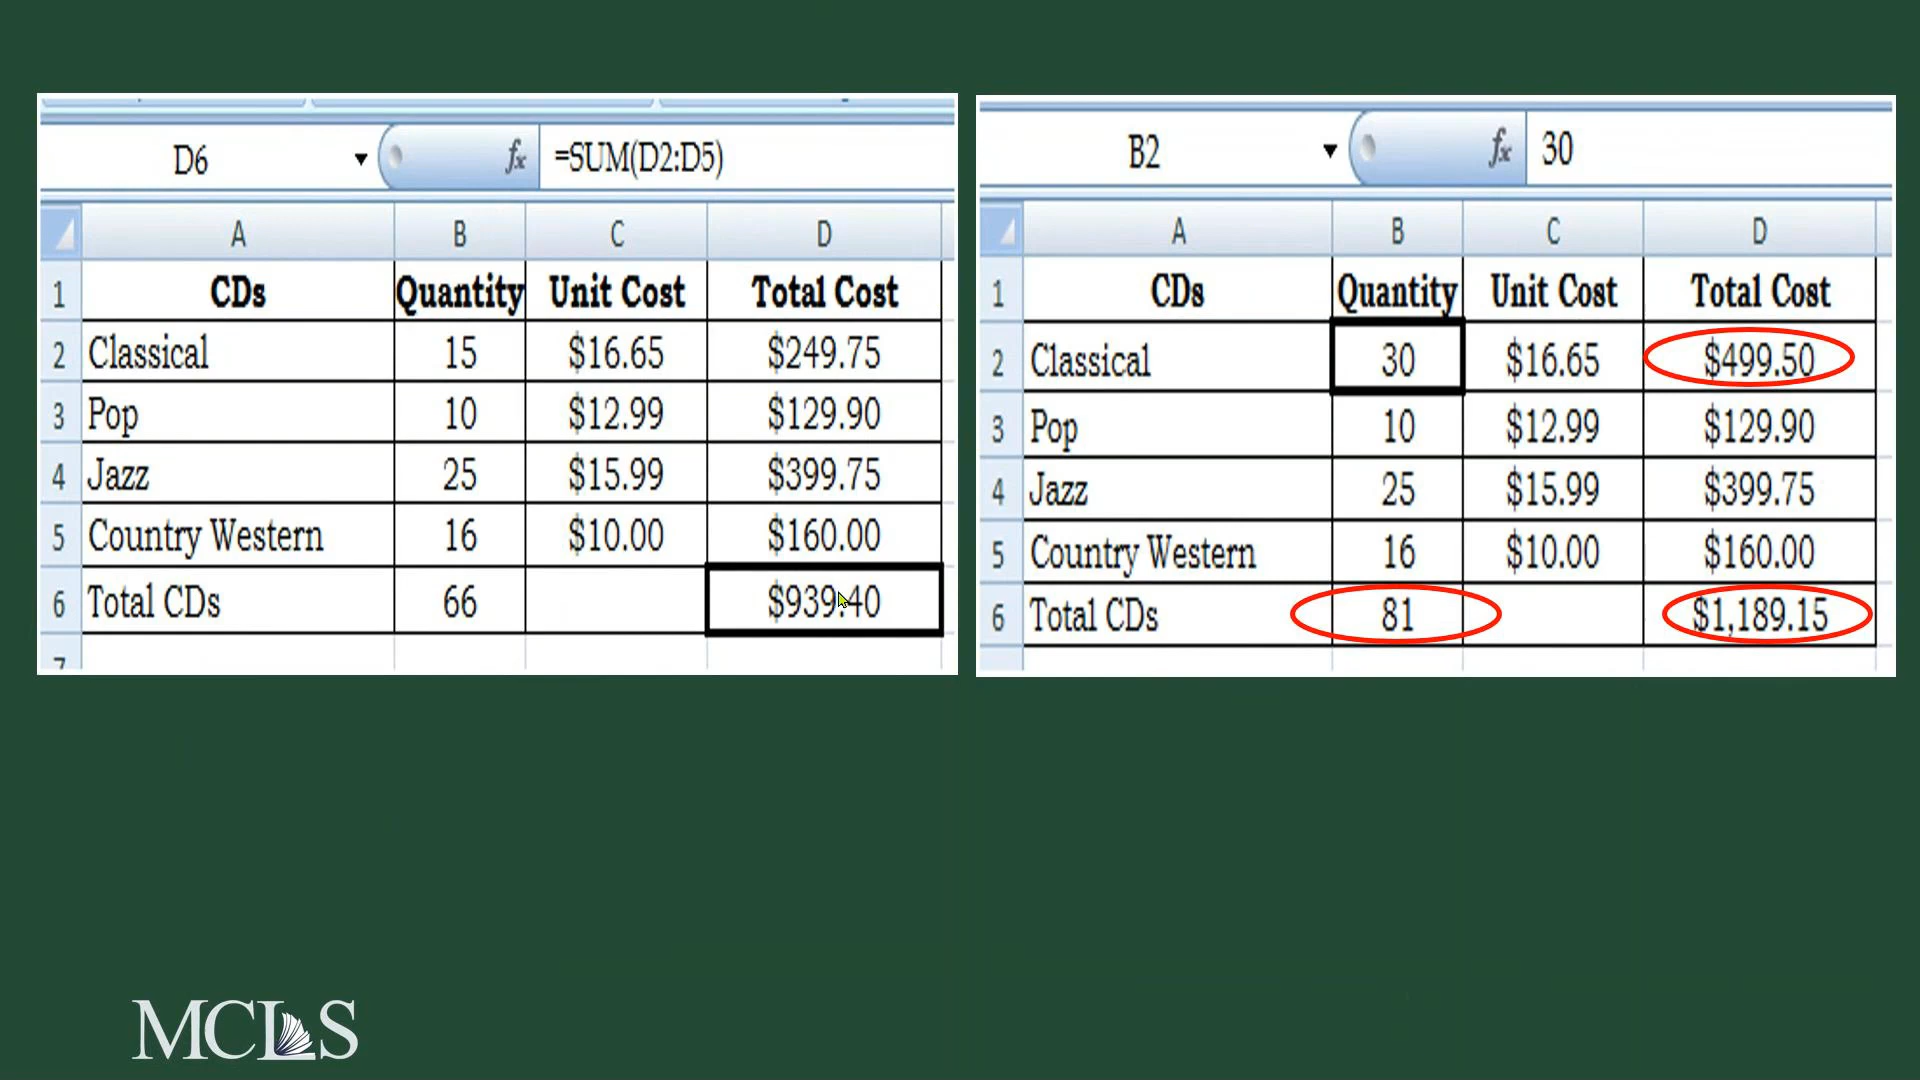 D6 fx =SUM(D2:D5)
A B C D
1 CDs Quantity Unit Cost Total Cost
2 Classical 15 $16.65 $249.75
3 Pop 10 $12.99 $129.90
4 Jazz 25 $15.99 $399.75
5 Country Western 16 $10.00 $160.00
6 Total CDs 66 $939.40
7
B2 fx 30
A B C D
1 CDs Quantity Unit Cost Total Cost
2 Classical 30 $16.65 $499.50
3 Pop 10 $12.99 $129.90
4 Jazz 25 $15.99 $399.75
5 Country Western 16 $10.00 $160.00
6 Total CDs 81 $1,189.15
MCLS